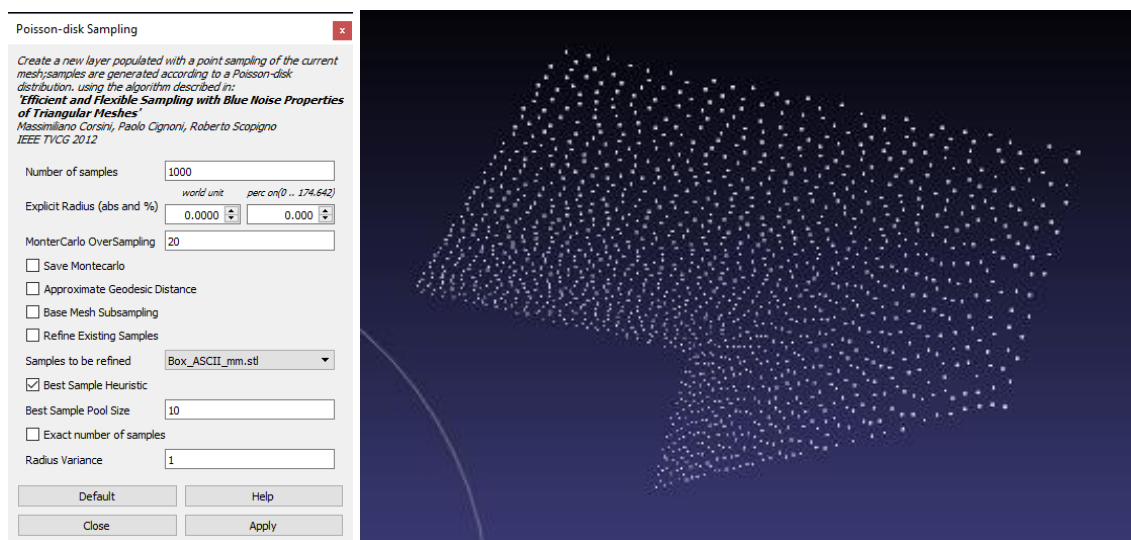 Poisson-disk Sampling
x
Create a new layer populated with a point sampling of the current
mesh;samples are generated according to a Poisson-disk
distribution. using the algorithm described in:
'Efficient and Flexible Sampling with Blue Noise Properties
of Triangular Meshes'
Massimiliano Corsini, Paolo Cignoni, Roberto Scopigno
IEEE TVCG 2012
Number of samples 1000
world unit perc on(0 .. 174.642)
Explicit Radius (abs and %) 0.0000 0.000
MonterCarlo OverSampling 20
Save Montecarlo
Approximate Geodesic Distance
Base Mesh Subsampling
Refine Existing Samples
Samples to be refined Box_ASCII_mm.stl
Best Sample Heuristic
Best Sample Pool Size 10
Exact number of samples
Radius Variance 1
Default Help
Close Apply